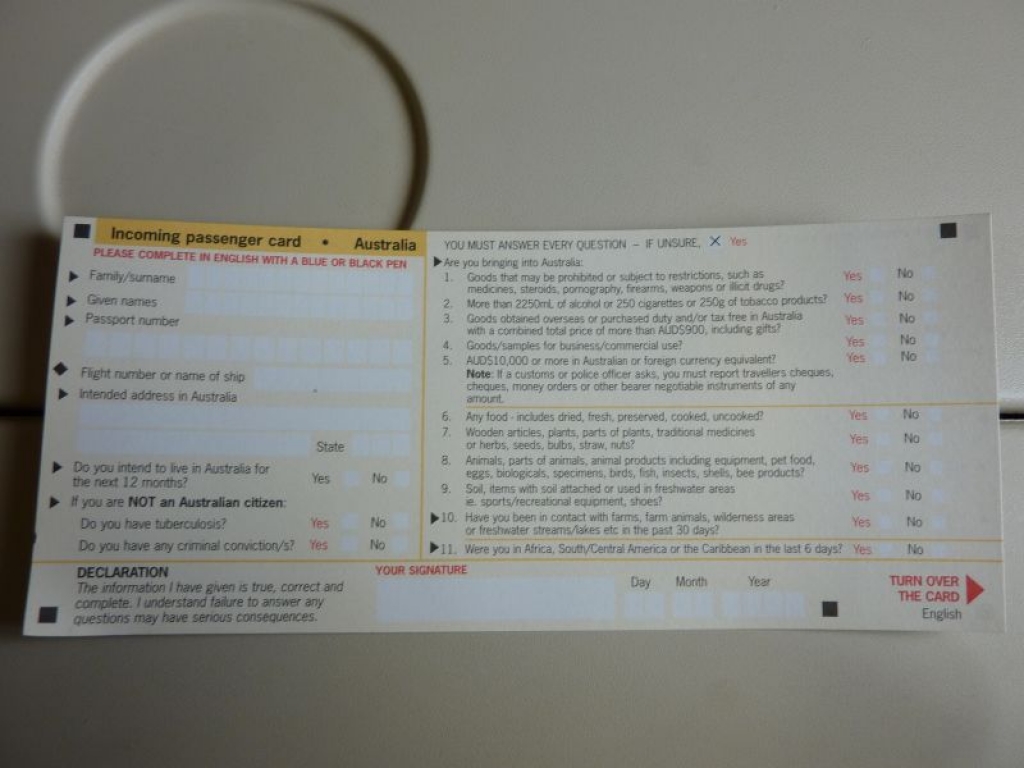 Incoming passenger card • Australia
PLEASE COMPLETE IN ENGLISH WITH A BLUE OR BLACK PEN
Family/surname
Given names
Passport number
Flight number or name of ship
Intended address in Australia
State
Do you intend to live in Australia for
the next 12 months?
Yes No
If you are NOT an Australian citizen:
Do you have tuberculosis? Yes No
Do you have any criminal conviction/s? Yes No
YOU MUST ANSWER EVERY QUESTION – IF UNSURE, X Yes
Are you bringing into Australia:
1. Goods that may be prohibited or subject to restrictions, such as
medicines, steroids, pornography, firearms, weapons or illicit drugs? Yes No
2. More than 2250mL of alcohol or 250 cigarettes or 250g of tobacco products? Yes No
3. Goods obtained overseas or purchased duty and/or tax free in Australia
with a combined total price of more than AUD$900, including gifts? Yes No
4. Goods/samples for business/commercial use? Yes No
5. AUD$10,000 or more in Australian or foreign currency equivalent? Yes No
Note: If a customs or police officer asks, you must report travellers cheques,
cheques, money orders or other bearer negotiable instruments of any
amount.
6. Any food - includes dried, fresh, preserved, cooked, uncooked? Yes No
7. Wooden articles, plants, parts of plants, traditional medicines
or herbs, seeds, bulbs, straw, nuts? Yes No
8. Animals, parts of animals, animal products including equipment, pet food,
eggs, biologicals, specimens, birds, fish, insects, shells, bee products? Yes No
9. Soil, items with soil attached or used in freshwater areas
ie. sports/recreational equipment, shoes? Yes No
10. Have you been in contact with farms, farm animals, wilderness areas
or freshwater streams/lakes etc in the past 30 days? Yes No
11. Were you in Africa, South/Central America or the Caribbean in the last 6 days? Yes No
DECLARATION
The information I have given is true, correct and
complete. I understand failure to answer any
questions may have serious consequences.
YOUR SIGNATURE
Day Month Year
TURN OVER
THE CARD
English